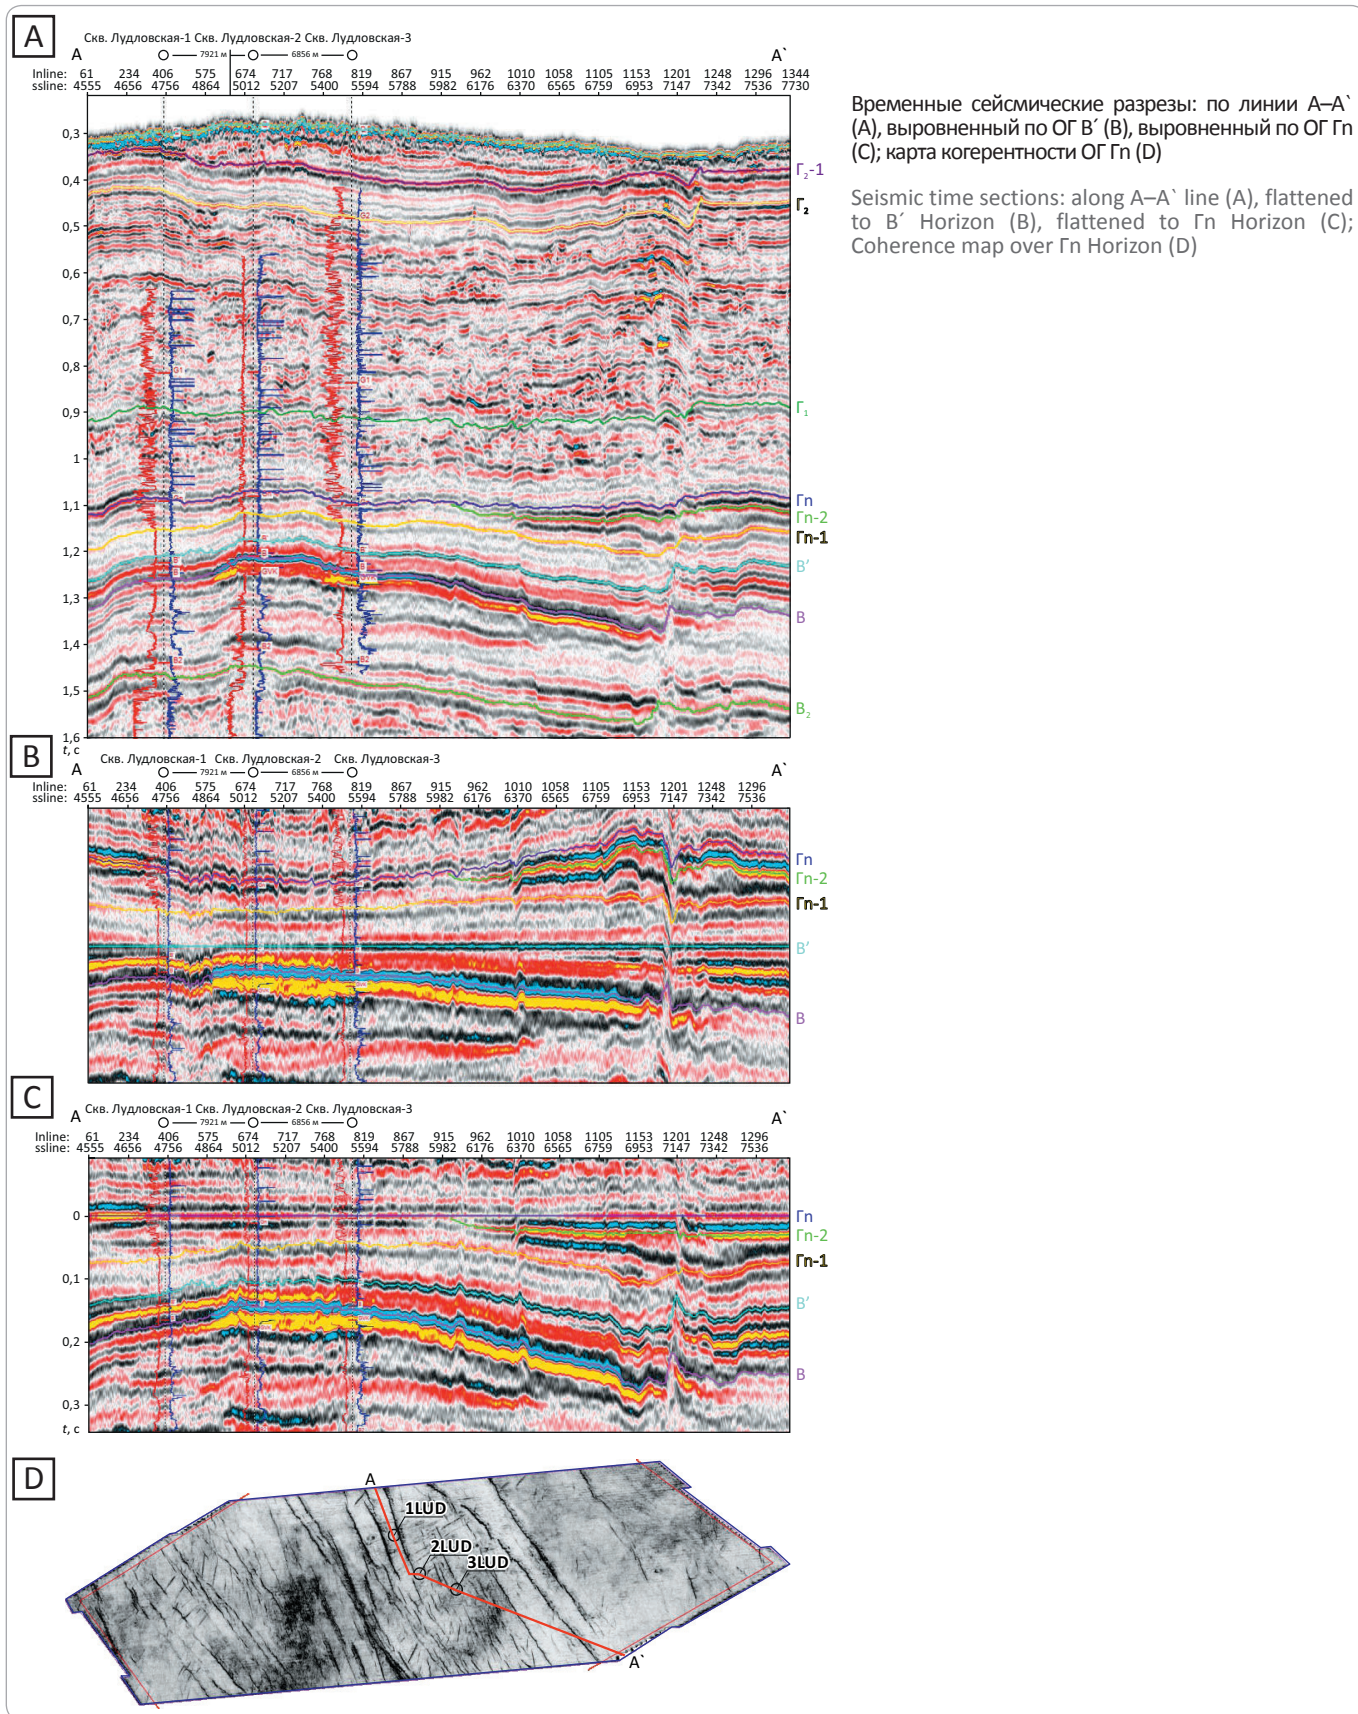 A
Скв. Лудловская-1 Скв. Лудловская-2 Скв. Лудловская-3
A A`
7921 м 6856 м
Inline: 61 234 406 575 674 717 768 819 867 915 962 1010 1058 1105 1153 1201 1248 1296 1344
ssline: 4555 4656 4756 4864 5012 5207 5400 5594 5788 5982 6176 6370 6565 6759 6953 7147 7342 7536 7730
0,3
0,4
0,5
0,6
0,7
0,8
0,9
1
1,1
1,2
1,3
1,4
1,5
1,6
t, с
Г₂-1
Г₂
Г₁
Гп
Гп-2
Гп-1
В′
В
В₂
G2
G1
G1
G1
B
B
B
GVK
B2
B2
B2
Временные сейсмические разрезы: по линии А–А`
(А), выровненный по ОГ В′ (В), выровненный по ОГ Гп
(С); карта когерентности ОГ Гп (D)
Seismic time sections: along A–A` line (A), flattened
to B′ Horizon (B), flattened to Гп Horizon (C);
Coherence map over Гп Horizon (D)
B
Скв. Лудловская-1 Скв. Лудловская-2 Скв. Лудловская-3
A A`
7921 м 6856 м
Inline: 61 234 406 575 674 717 768 819 867 915 962 1010 1058 1105 1153 1201 1248 1296
ssline: 4555 4656 4756 4864 5012 5207 5400 5594 5788 5982 6176 6370 6565 6759 6953 7147 7342 7536
Гп
Гп-2
Гп-1
В′
В
C
Скв. Лудловская-1 Скв. Лудловская-2 Скв. Лудловская-3
A A`
7921 м 6856 м
Inline: 61 234 406 575 674 717 768 819 867 915 962 1010 1058 1105 1153 1201 1248 1296
ssline: 4555 4656 4756 4864 5012 5207 5400 5594 5788 5982 6176 6370 6565 6759 6953 7147 7342 7536
0
0,1
0,2
0,3
t, с
Гп
Гп-2
Гп-1
В′
В
D
A
1LUD
2LUD
3LUD
A`